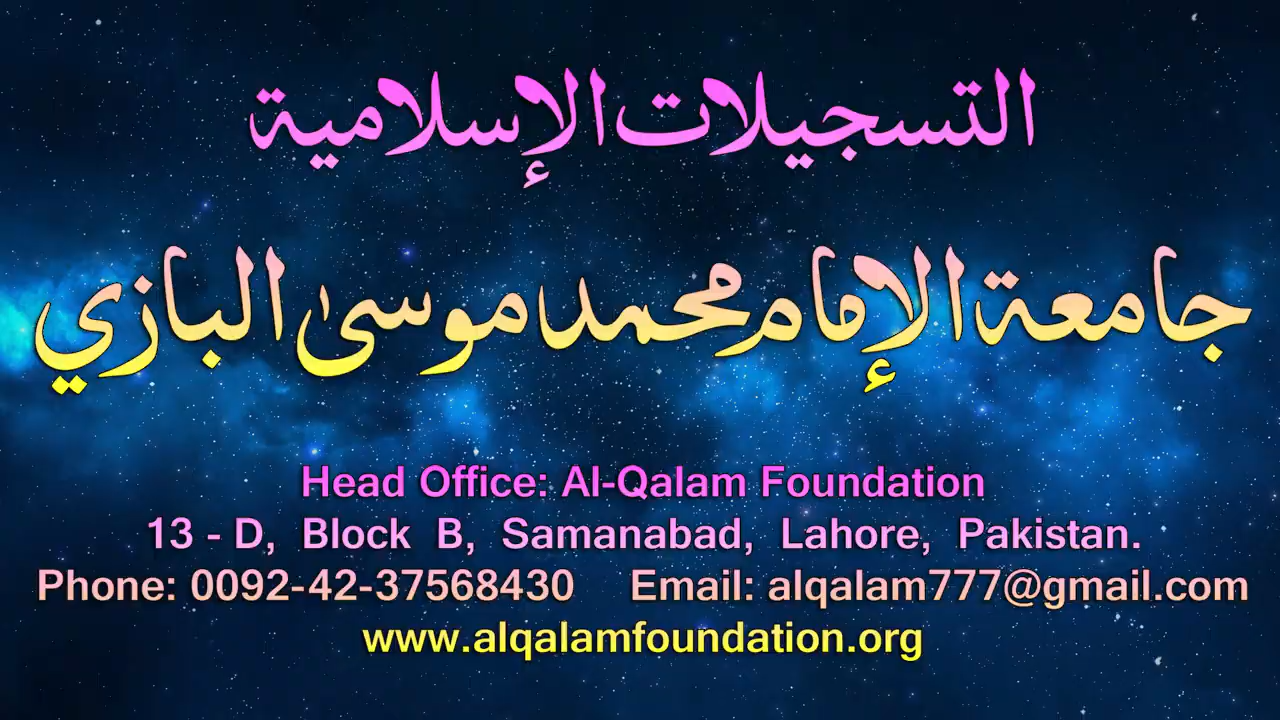 التسجيلات الإسلامية
جامعة الإمام محمد موسىٰ البازي
Head Office: Al-Qalam Foundation
13 - D, Block B, Samanabad, Lahore, Pakistan.
Phone: 0092-42-37568430 Email: alqalam777@gmail.com
www.alqalamfoundation.org